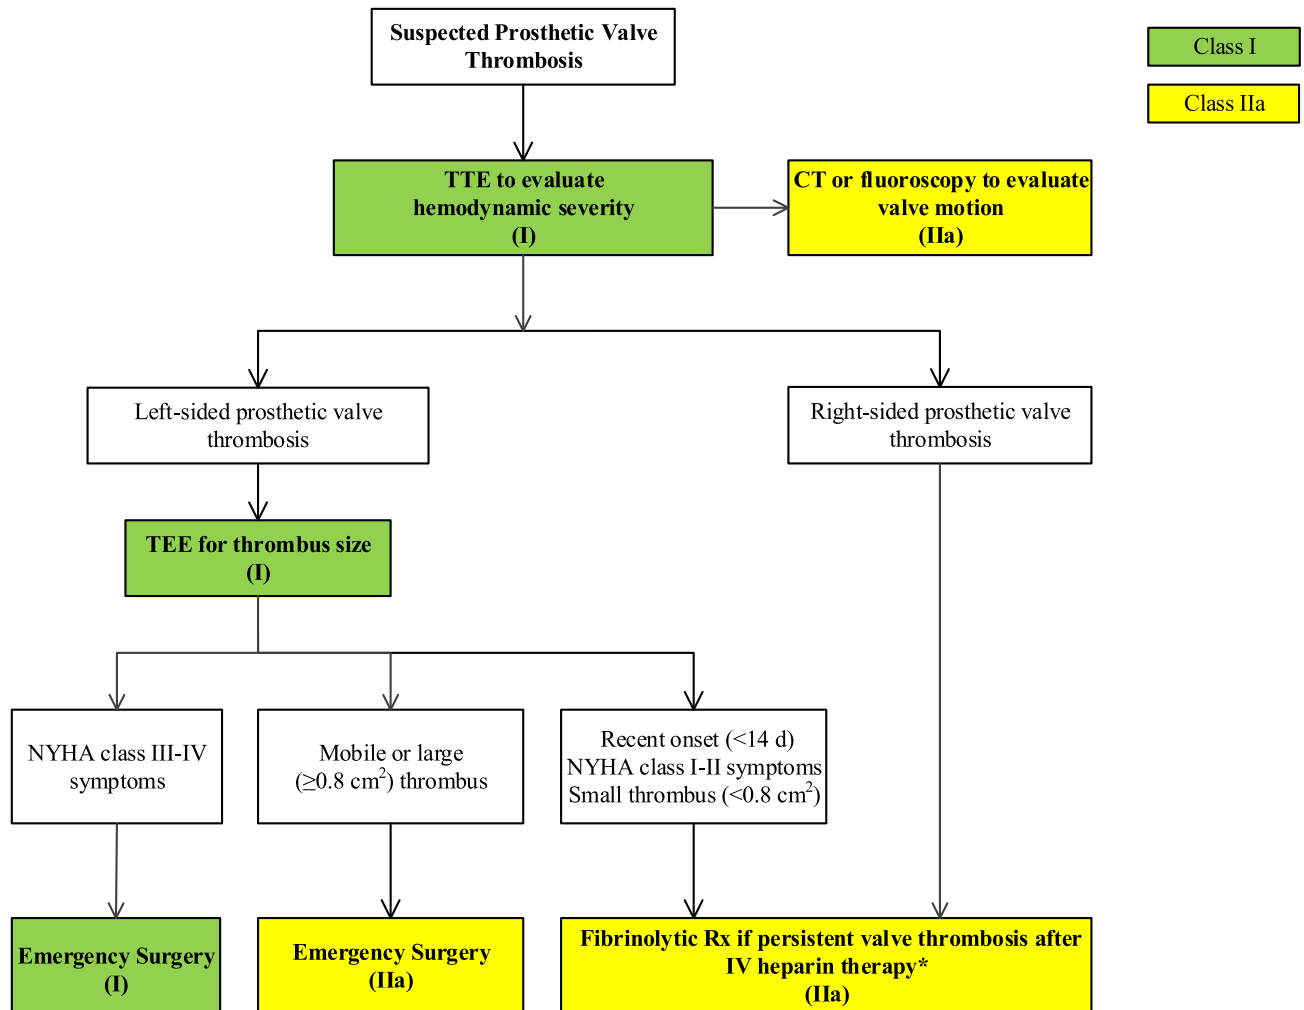 Suspected Prosthetic Valve
Thrombosis
Class I
Class IIa
TTE to evaluate
hemodynamic severity
(I)
CT or fluoroscopy to evaluate
valve motion
(IIa)
Left-sided prosthetic valve
thrombosis
Right-sided prosthetic valve
thrombosis
TEE for thrombus size
(I)
NYHA class III-IV
symptoms
Mobile or large
(≥0.8 cm²) thrombus
Recent onset (<14 d)
NYHA class I-II symptoms
Small thrombus (<0.8 cm²)
Emergency Surgery
(I)
Emergency Surgery
(IIa)
Fibrinolytic Rx if persistent valve thrombosis after
IV heparin therapy*
(IIa)